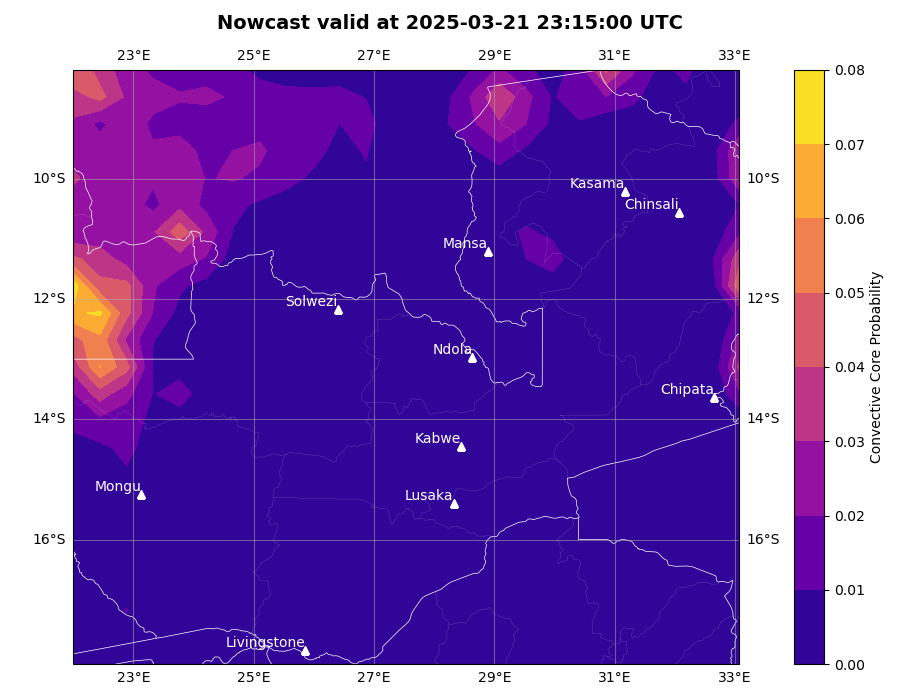 Nowcast valid at 2025-03-21 23:15:00 UTC
23°E 25°E 27°E 29°E 31°E 33°E
0.08
0.07
0.06
0.05
0.04
0.03
0.02
0.01
0.00
Convective Core Probability
10°S 10°S
12°S 12°S
14°S 14°S
16°S 16°S
Kasama
Chinsali
Mansa
Solwezi
Ndola
Chipata
Kabwe
Mongu
Lusaka
Livingstone
23°E 25°E 27°E 29°E 31°E 33°E